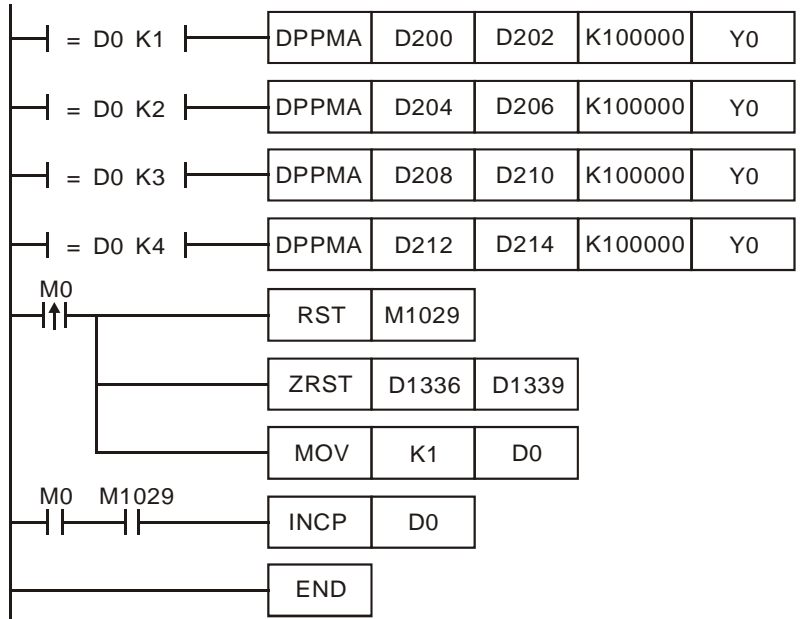 = D0 K1 DPPMA D200 D202 K100000 Y0
= D0 K2 DPPMA D204 D206 K100000 Y0
= D0 K3 DPPMA D208 D210 K100000 Y0
= D0 K4 DPPMA D212 D214 K100000 Y0
M0
RST M1029
ZRST D1336 D1339
MOV K1 D0
M0 M1029
INCP D0
END